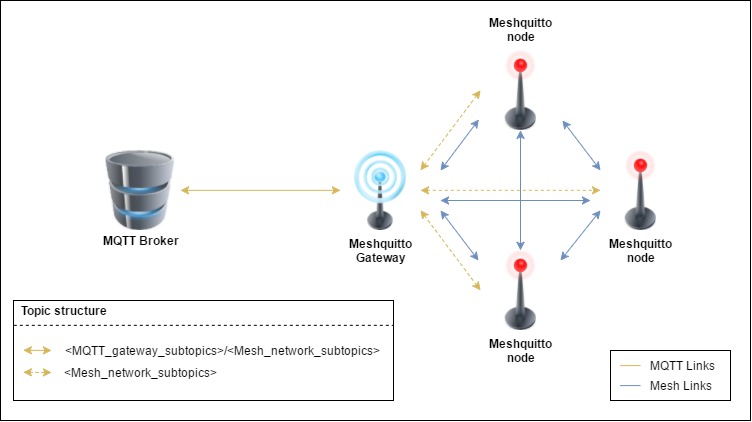 Meshquitto
node
MQTT Broker
Meshquitto
Gateway
Meshquitto
node
Meshquitto
node
Topic structure
<MQTT_gateway_subtopics>/<Mesh_network_subtopics>
<Mesh_network_subtopics>
MQTT Links
Mesh Links